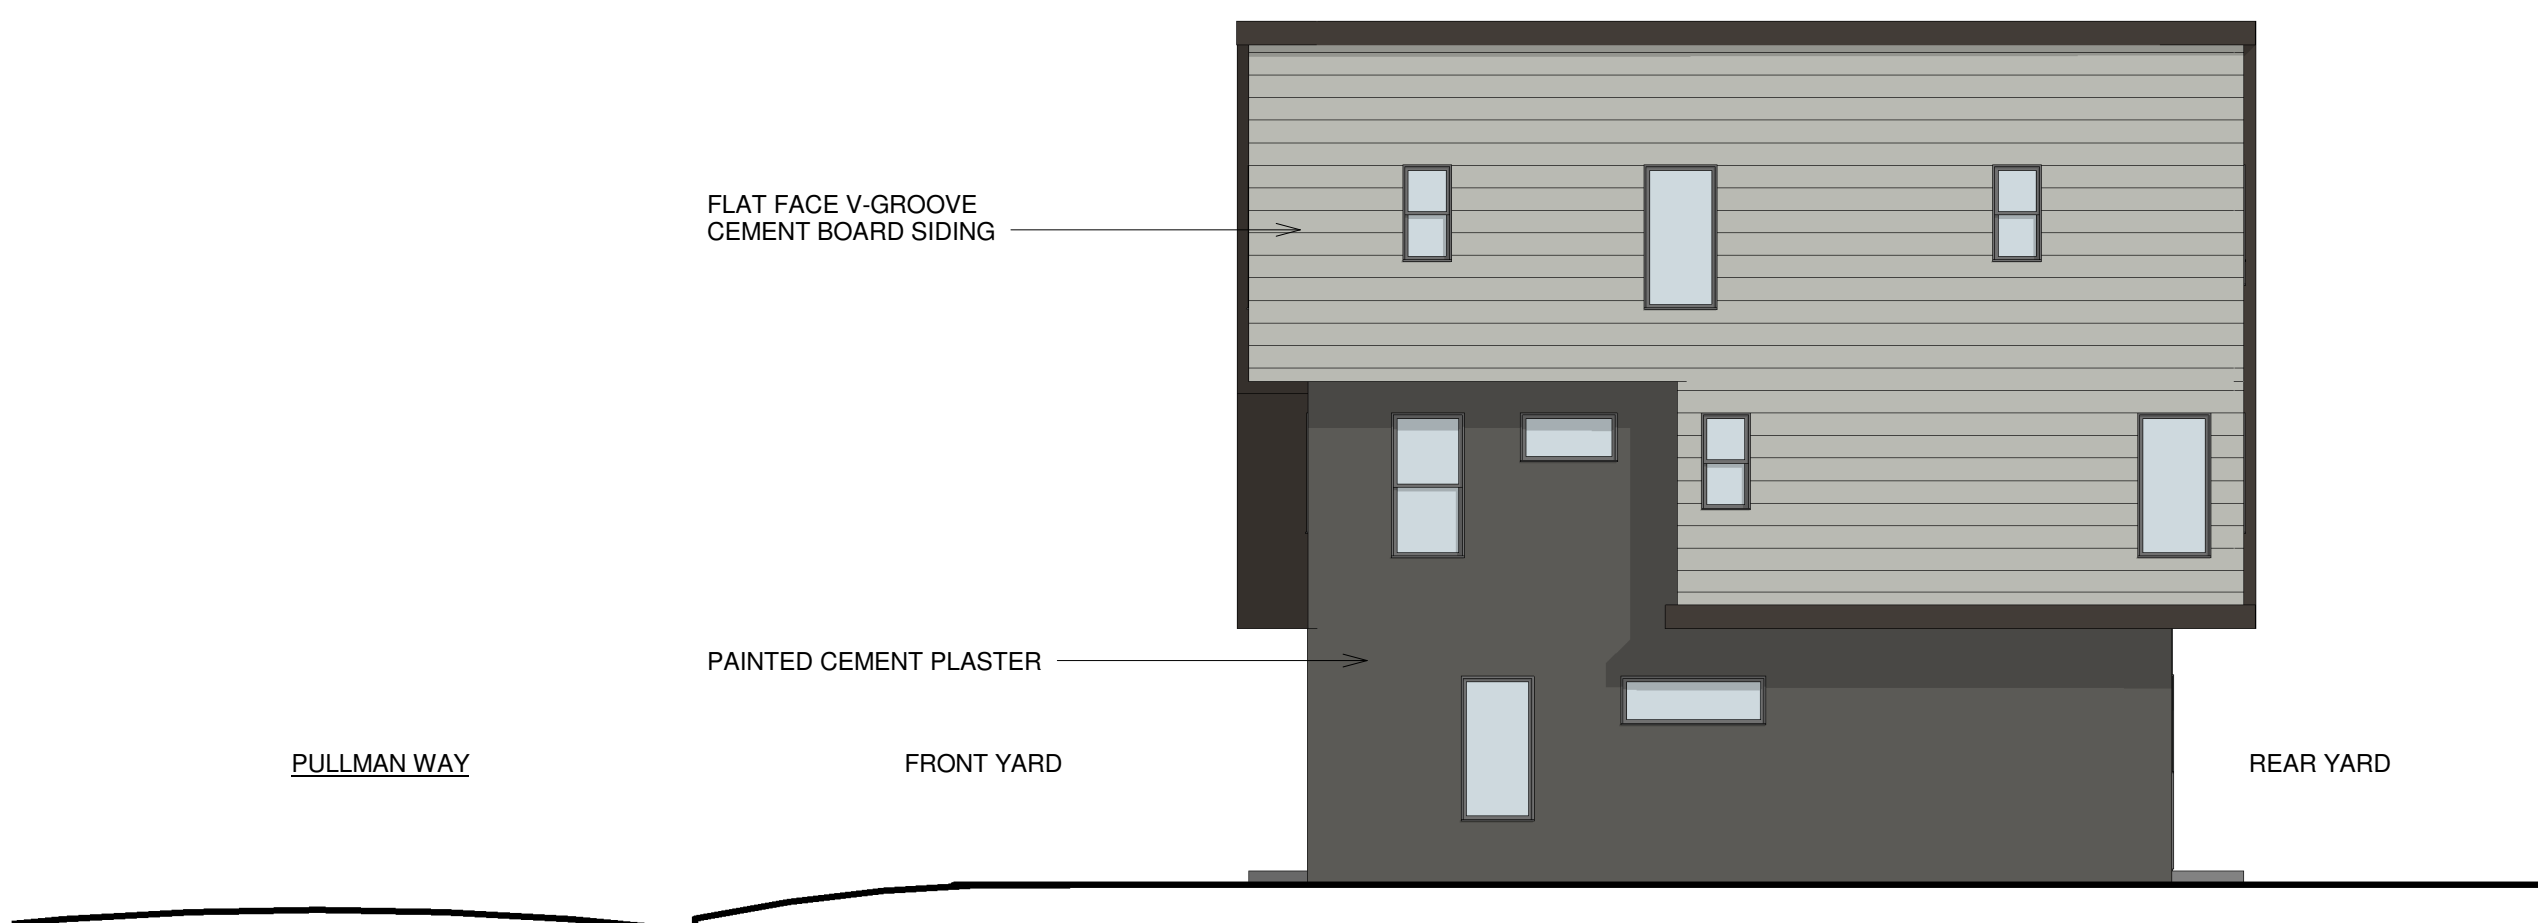 FLAT FACE V-GROOVE
CEMENT BOARD SIDING
PAINTED CEMENT PLASTER
PULLMAN WAY
FRONT YARD
REAR YARD